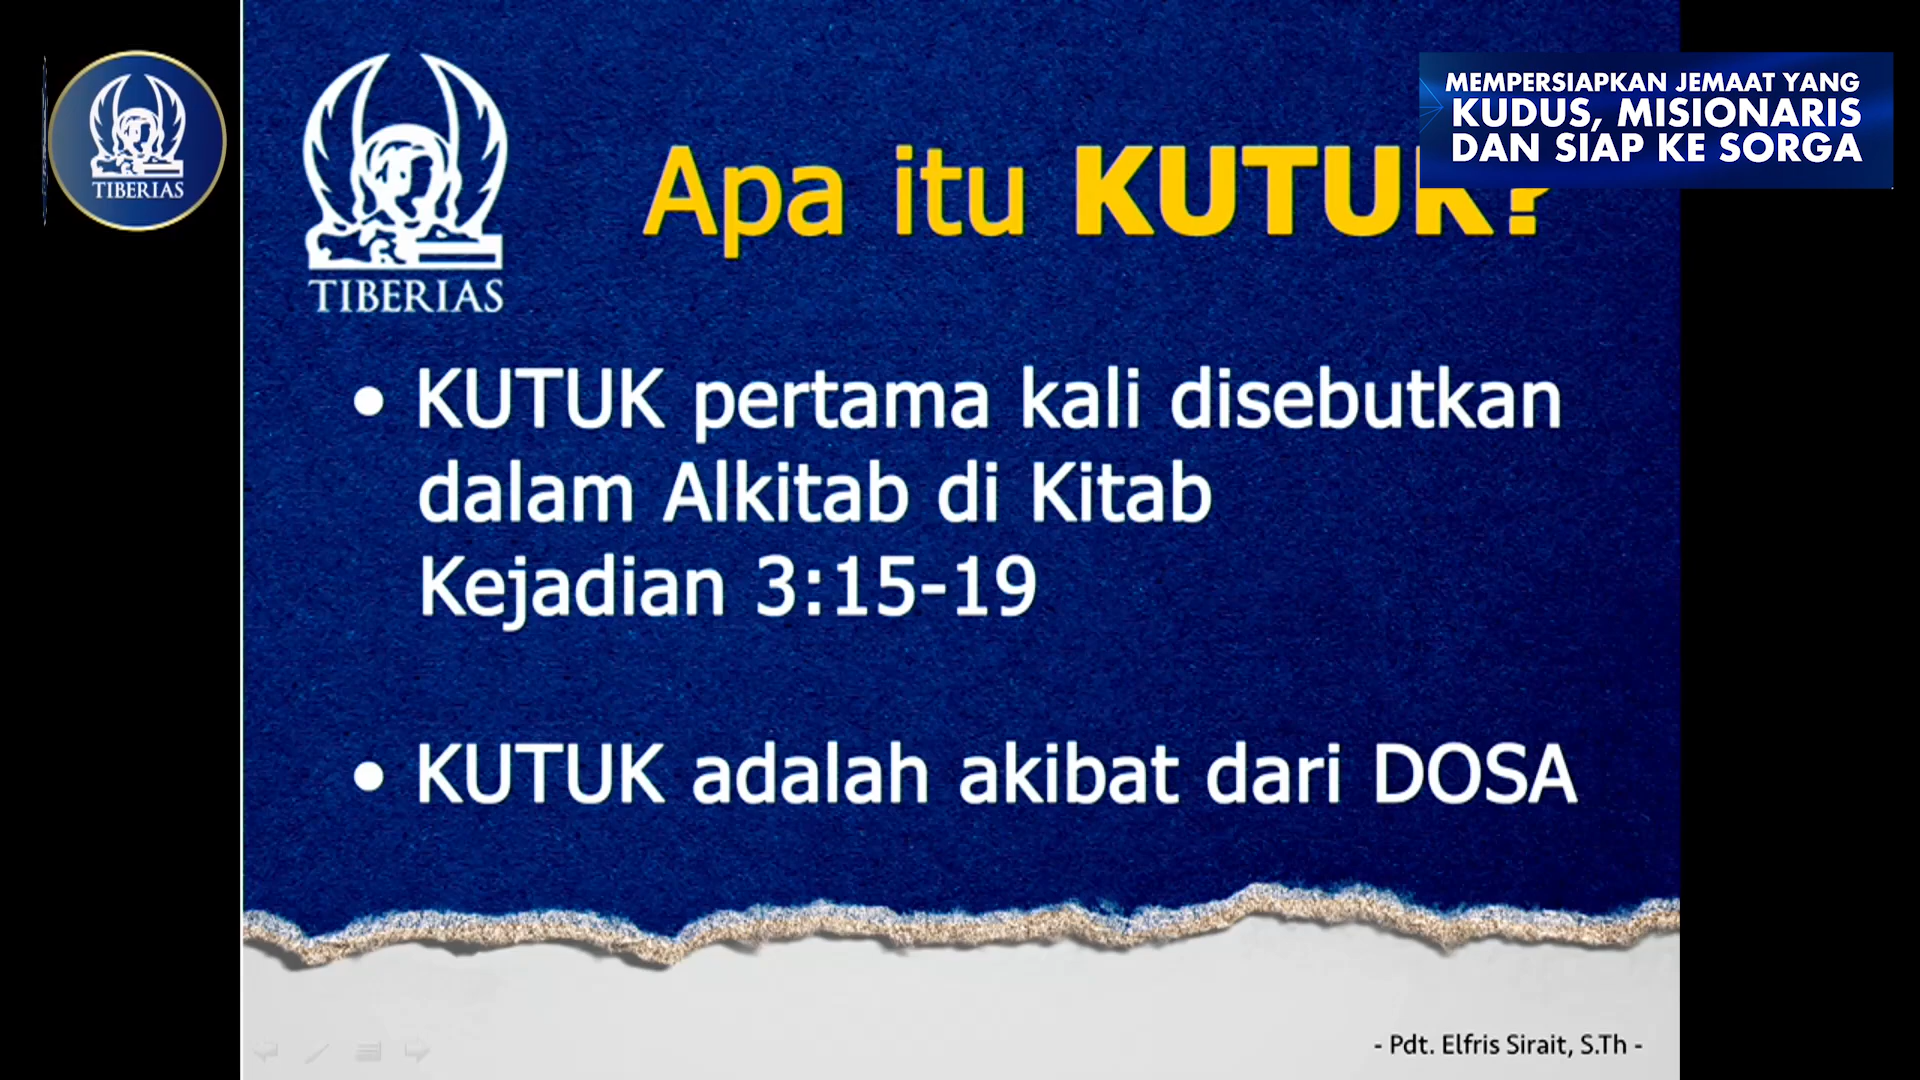 TIBERIAS
TIBERIAS
MEMPERSIAPKAN JEMAAT YANG
KUDUS, MISIONARIS
DAN SIAP KE SORGA
Apa itu KUTUK?
• KUTUK pertama kali disebutkan
dalam Alkitab di Kitab
Kejadian 3:15-19
• KUTUK adalah akibat dari DOSA
- Pdt. Elfris Sirait, S.Th -